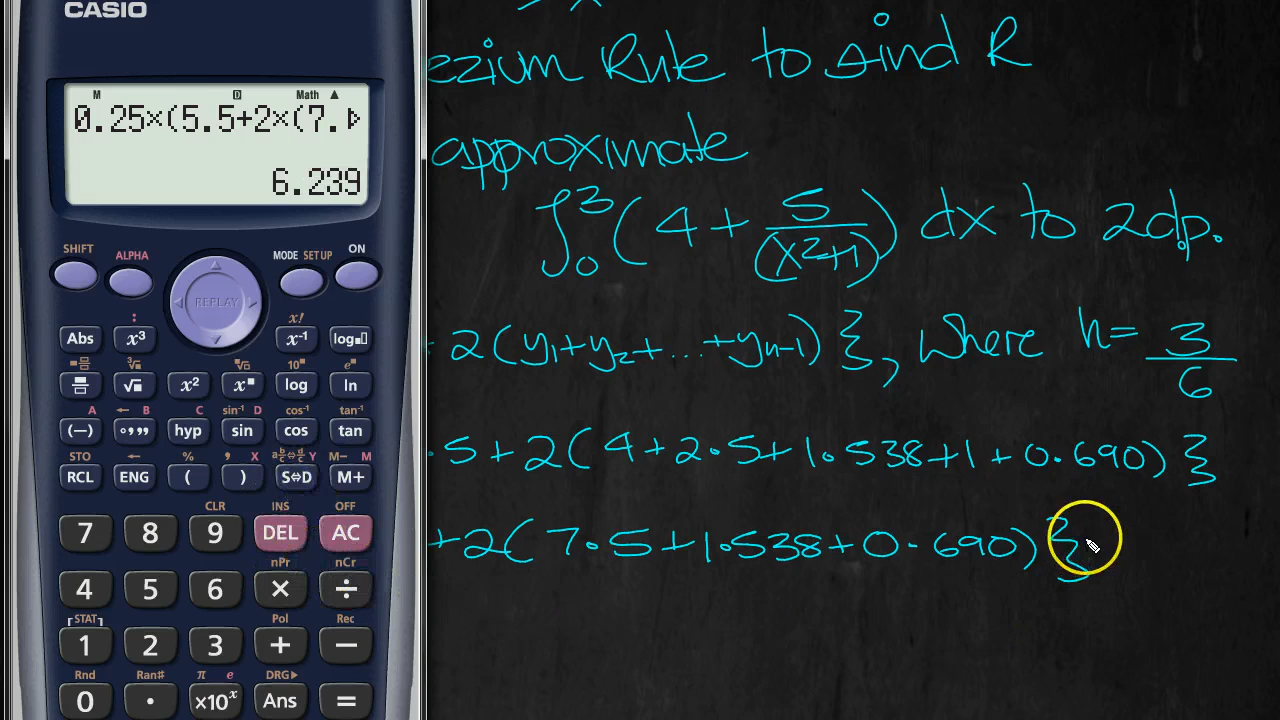 CASIO
M D Math ▲
0.25×(5.5+2×(7.
6.239
SHIFT ALPHA MODE SETUP ON
REPLAY
: x!
Abs x³ x⁻¹ log▪▯
³√▯ 10▪ e▪
√▪ x² x▪ log ln
A ← B C sin⁻¹ D cos⁻¹ tan⁻¹
(—) °,,, hyp sin cos tan
STO ← % , X a b/c⇔d/c Y M– M
RCL ENG ( ) S⇔D M+
CLR INS OFF
7 8 9 DEL AC
nPr nCr
4 5 6 × ÷
STAT Pol Rec
1 2 3 + −
Rnd Ran# π e DRG▶
0 • ×10ˣ Ans =
ezium Rule to find R
approximate
∫₀³ (4 + 5/(x²+1)) dx to 2d.p.
2(y₁+y₂+...+yₙ₋₁)}, where h= 3/6
.5+2(4+2.5+1.538+1+0.690)}
+2(7.5+1.538+0.690)}